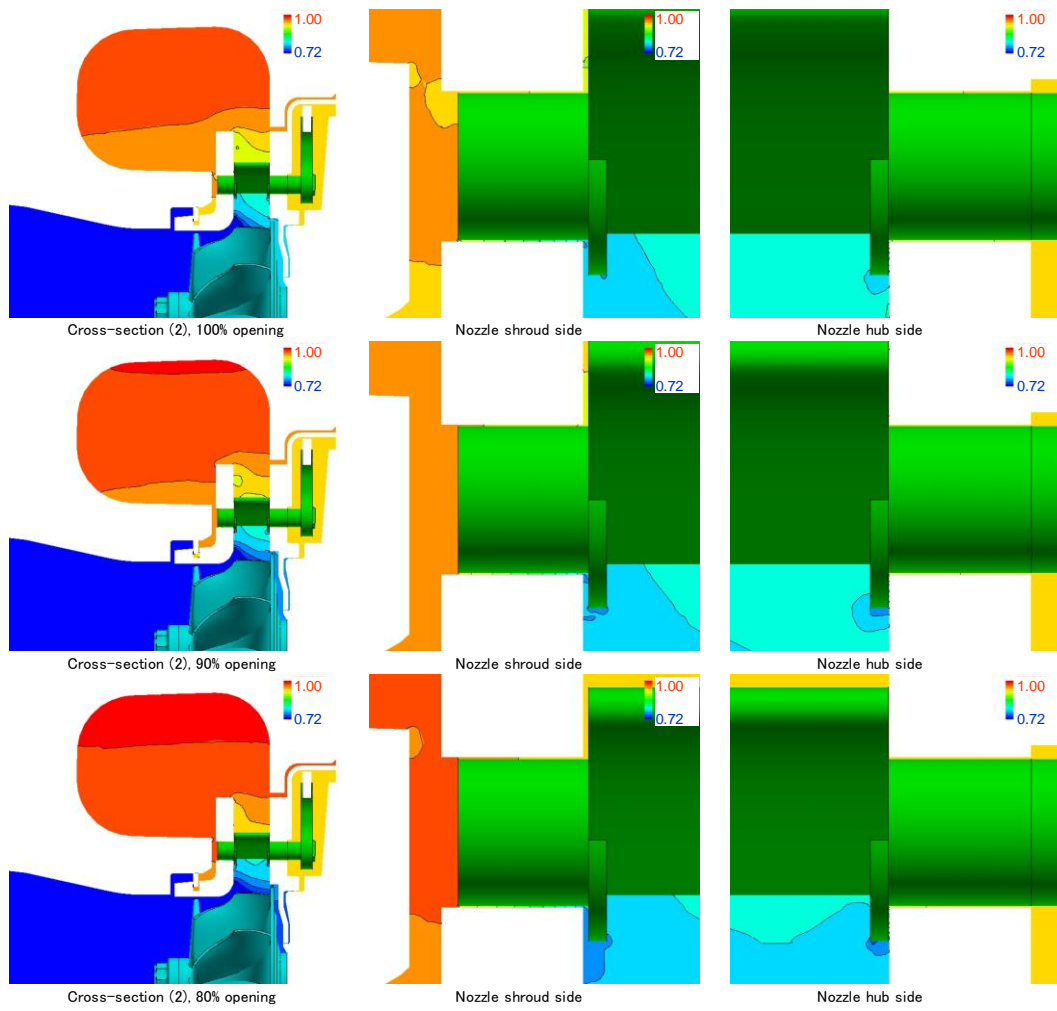 1.00
0.72
1.00
0.72
1.00
0.72
Cross-section (2), 100% opening
Nozzle shroud side
Nozzle hub side
1.00
0.72
1.00
0.72
1.00
0.72
Cross-section (2), 90% opening
Nozzle shroud side
Nozzle hub side
1.00
0.72
1.00
0.72
1.00
0.72
Cross-section (2), 80% opening
Nozzle shroud side
Nozzle hub side